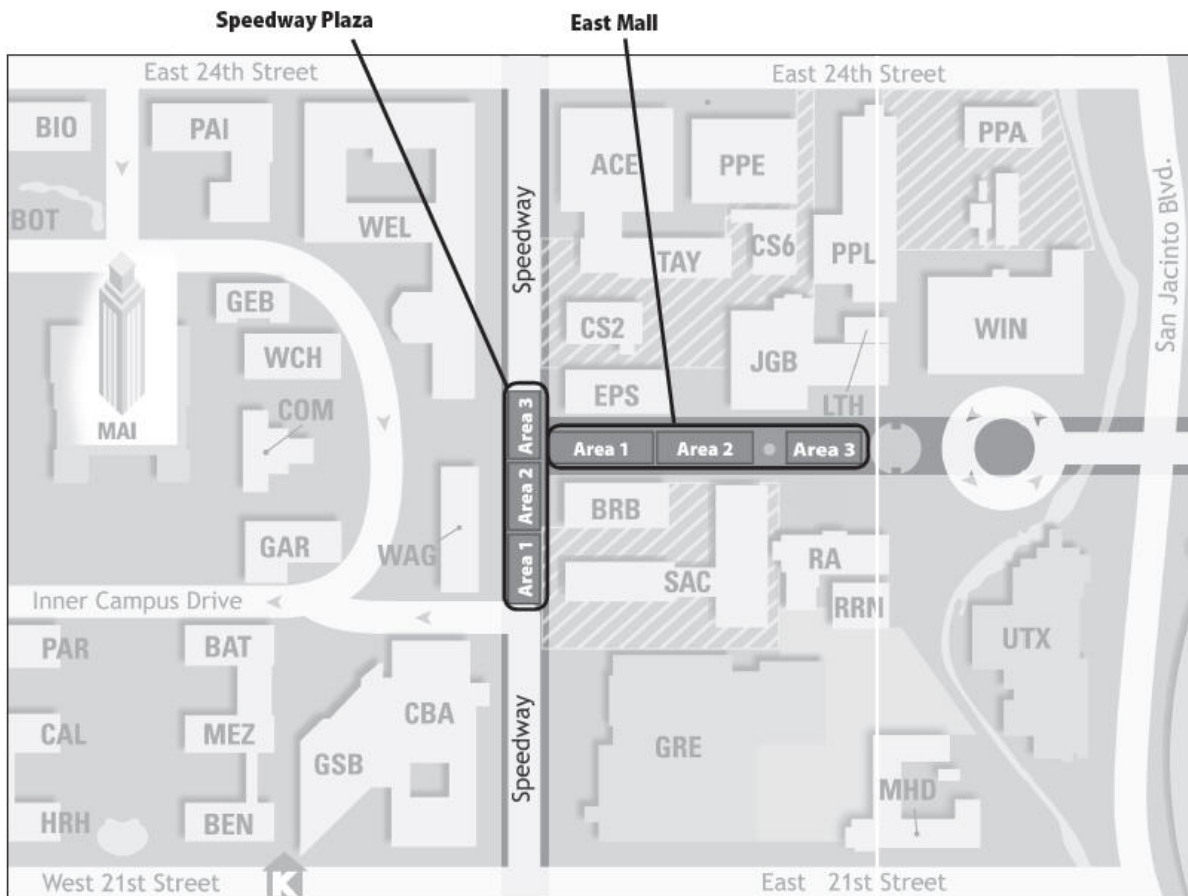 Speedway Plaza
East Mall
East 24th Street
East 24th Street
BIO
PAI
ACE
PPE
PPA
BOT
WEL
Speedway
TAY
CS6
PPL
San Jacinto Blvd.
GEB
WCH
CS2
JGB
WIN
EPS
LTH
COM
MAI
Area 3
Area 2
Area 1
Area 1
Area 2
Area 3
BRB
GAR
WAG
SAC
RA
RRN
Inner Campus Drive
UTX
PAR
BAT
CAL
MEZ
GSB
CBA
Speedway
GRE
MHD
HRH
BEN
West 21st Street
K
East 21st Street